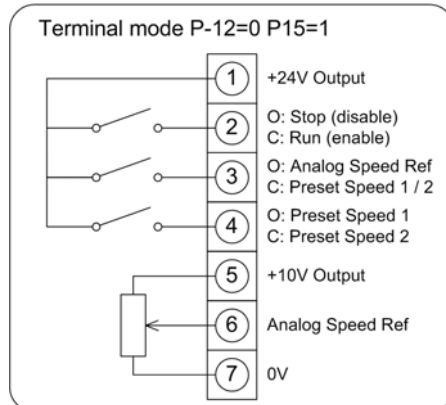 Terminal mode P-12=0 P15=1
1 +24V Output
2 O: Stop (disable)
C: Run (enable)
3 O: Analog Speed Ref
C: Preset Speed 1 / 2
4 O: Preset Speed 1
C: Preset Speed 2
5 +10V Output
6 Analog Speed Ref
7 0V